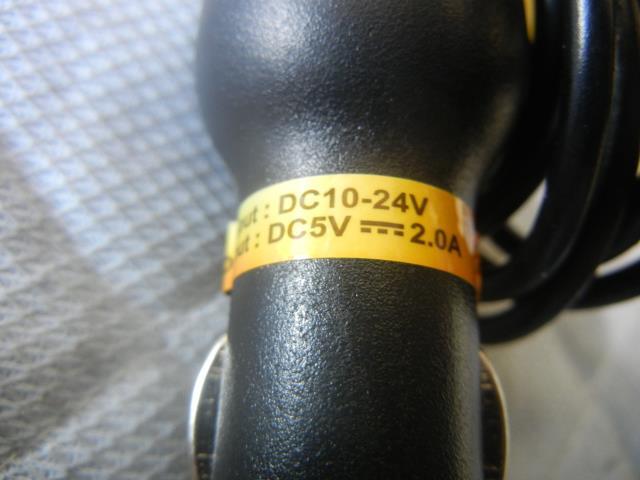 put : DC10-24V
ut : DC5V ⎓ 2.0A